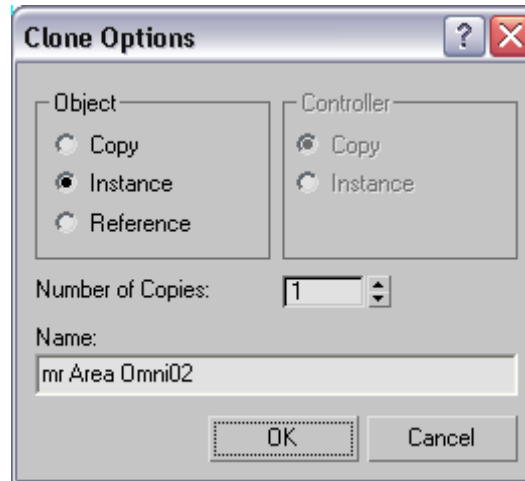 Clone Options
?
Object
Controller
Copy
Copy
Instance
Instance
Reference
Number of Copies:
1
Name:
mr Area Omni02
OK
Cancel